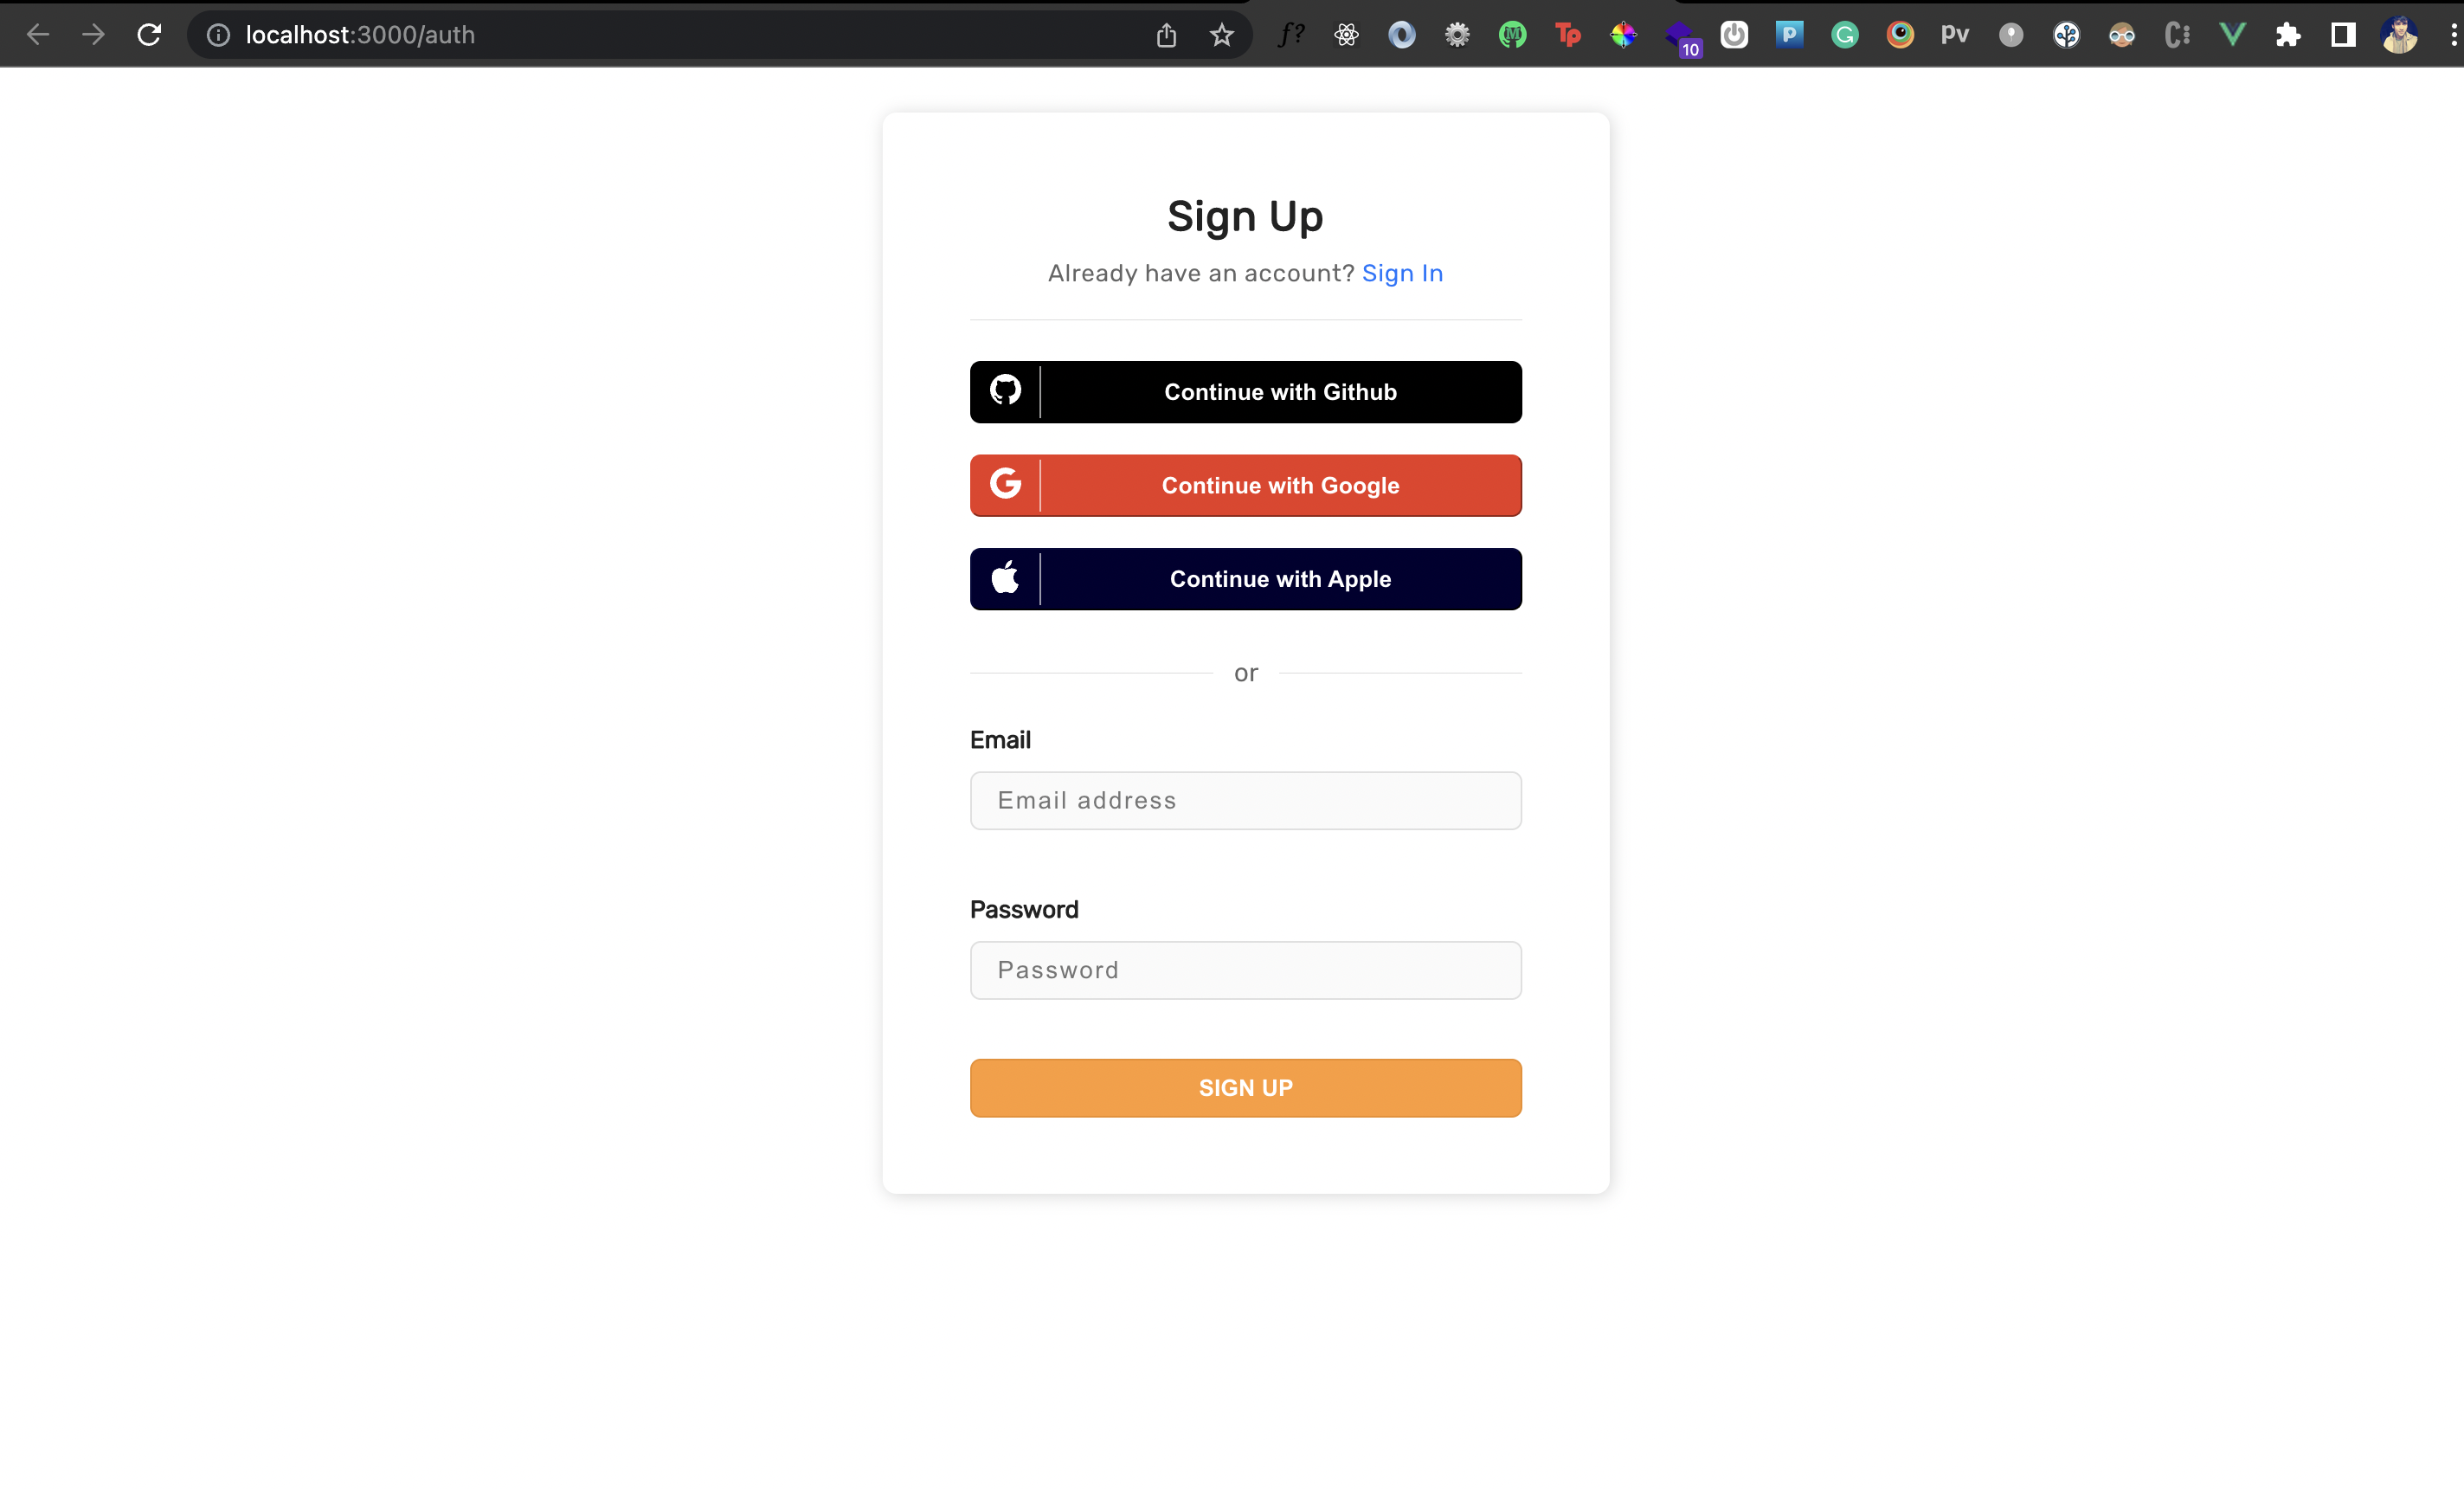 localhost:3000/auth
f?
M
Tp
10
P
G
pv
C:
Sign Up
Already have an account? Sign In
Continue with Github
G
Continue with Google
Continue with Apple
or
Email
Email address
Password
Password
SIGN UP